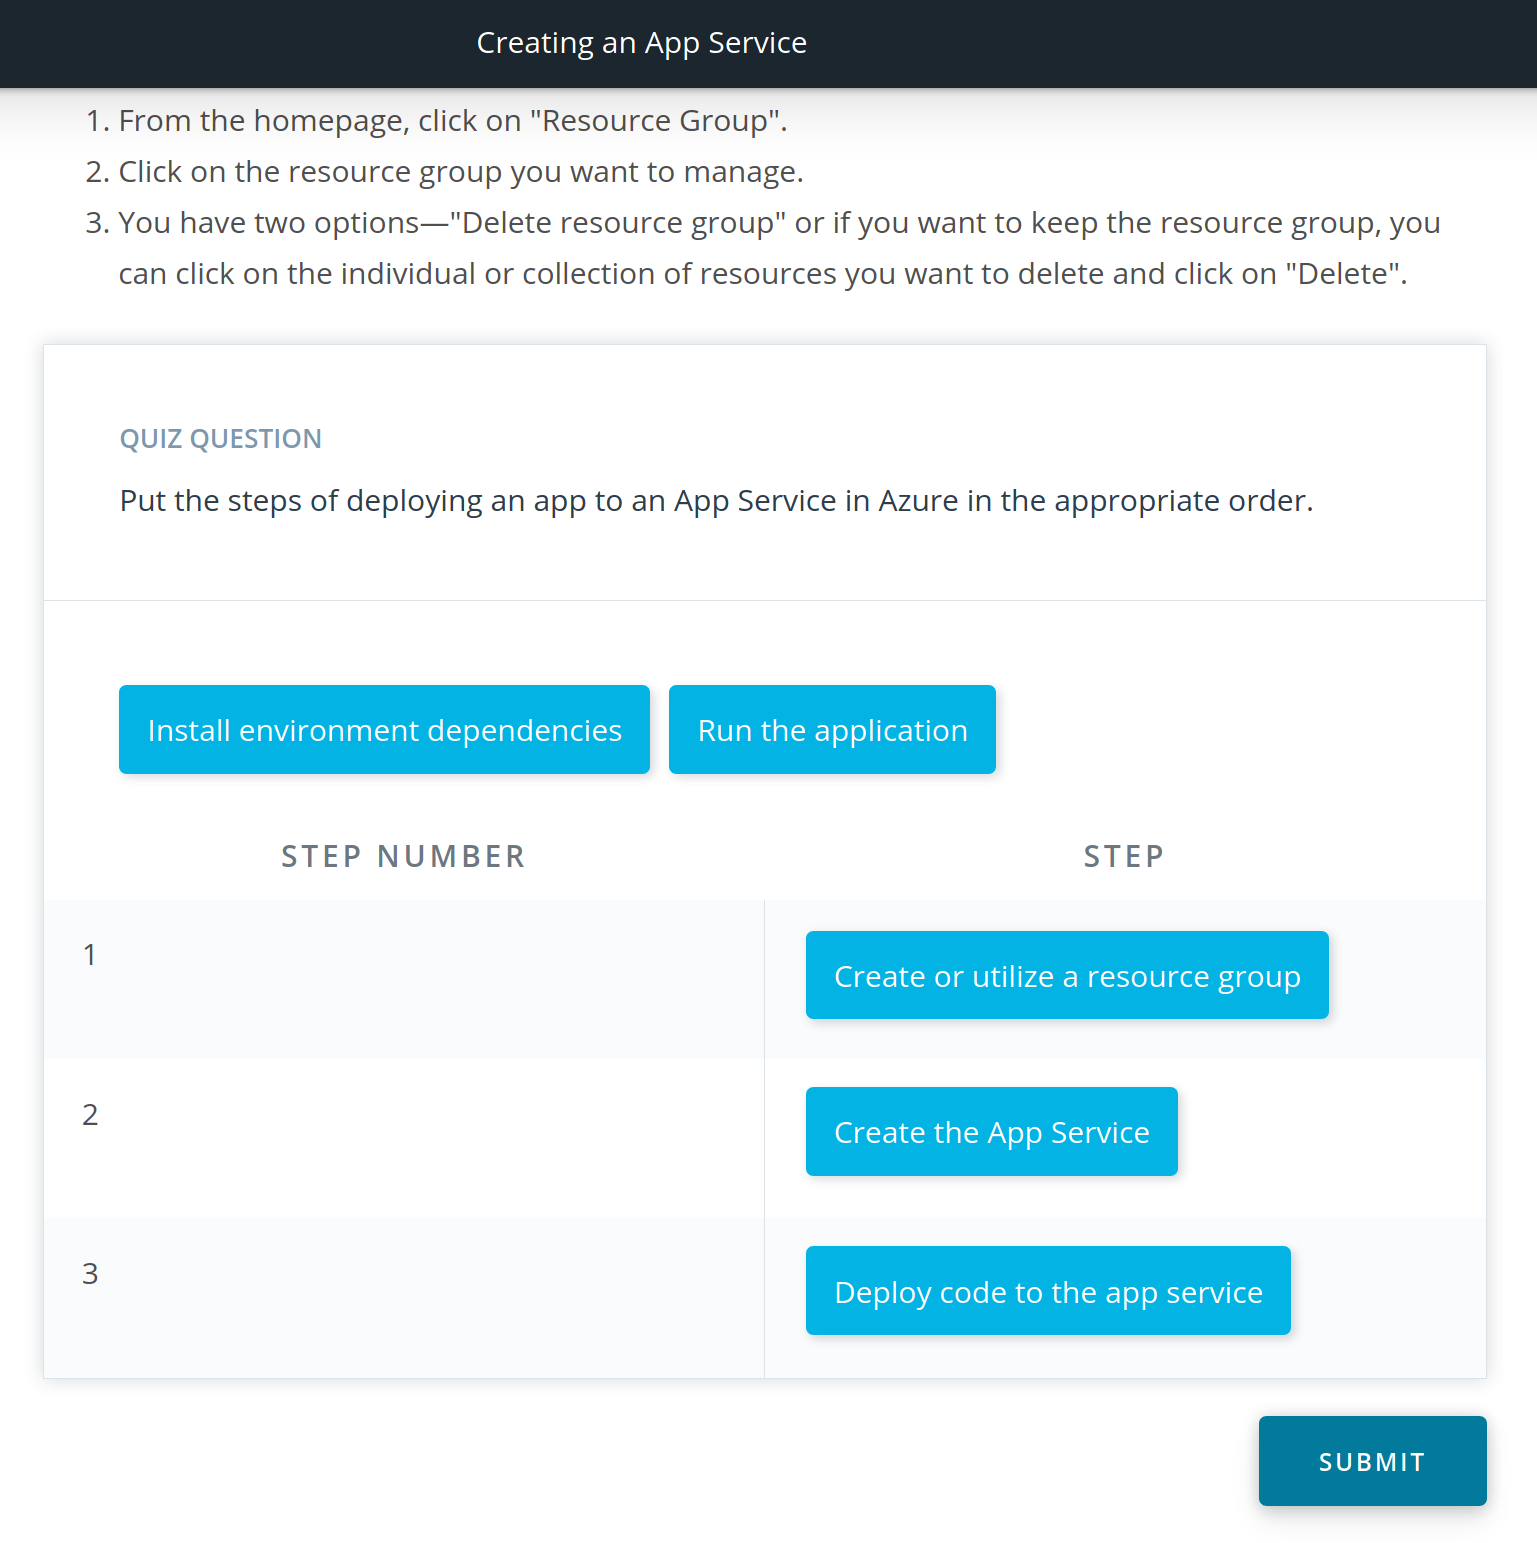 Creating an App Service
1. From the homepage, click on "Resource Group".
2. Click on the resource group you want to manage.
3. You have two options—"Delete resource group" or if you want to keep the resource group, you
can click on the individual or collection of resources you want to delete and click on "Delete".
QUIZ QUESTION
Put the steps of deploying an app to an App Service in Azure in the appropriate order.
Install environment dependencies
Run the application
STEP NUMBER
STEP
1
Create or utilize a resource group
2
Create the App Service
3
Deploy code to the app service
SUBMIT